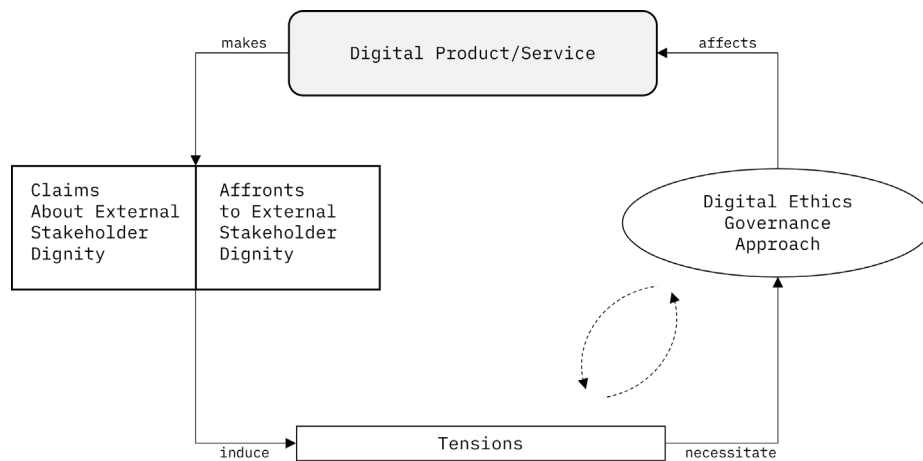 makes
Digital Product/Service
affects
Claims
About External
Stakeholder
Dignity
Affronts
to External
Stakeholder
Dignity
Digital Ethics
Governance
Approach
induce
Tensions
necessitate